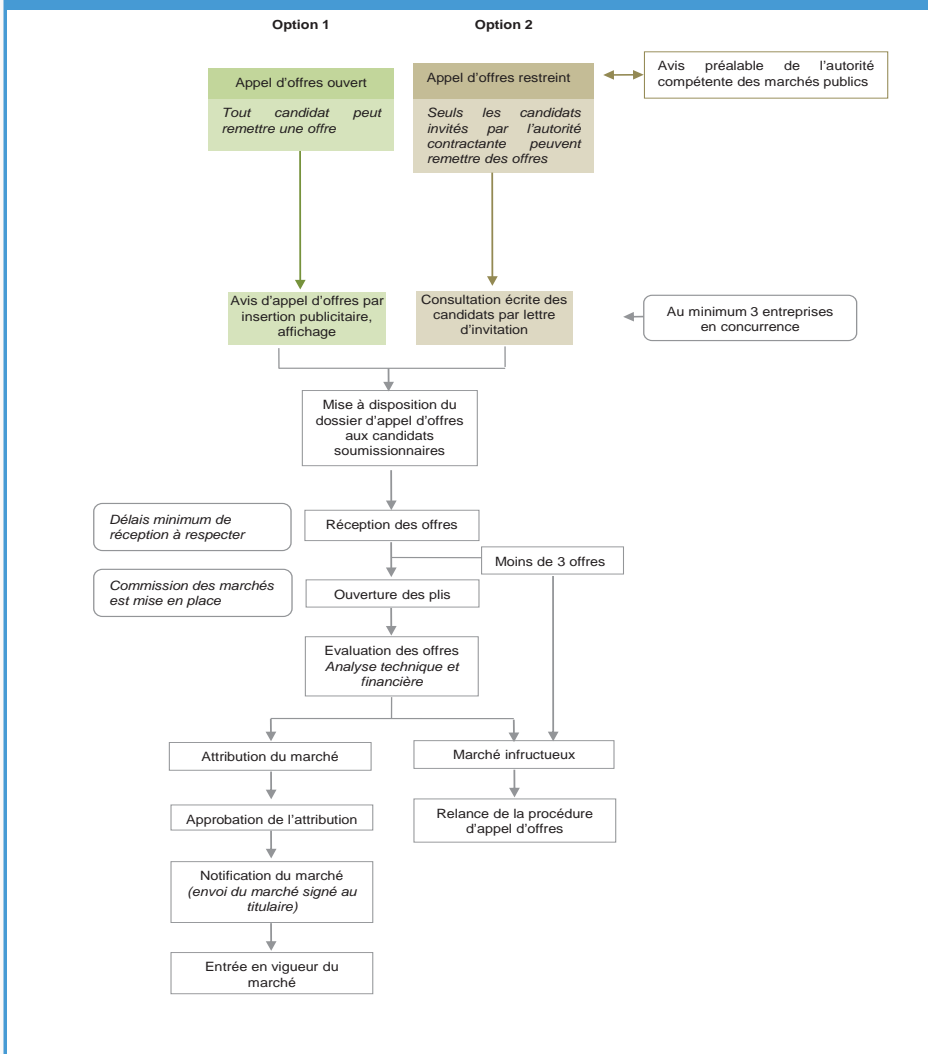 Option 1
Option 2
Appel d'offres ouvert
Tout candidat peut
remettre une offre
Appel d'offres restreint
Seuls les candidats
invités par l'autorité
contractante peuvent
remettre des offres
Avis préalable de l'autorité
compétente des marchés publics
Avis d'appel d'offres par
insertion publicitaire,
affichage
Consultation écrite des
candidats par lettre
d'invitation
Au minimum 3 entreprises
en concurrence
Mise à disposition du
dossier d'appel d'offres
aux candidats
soumissionnaires
Délais minimum de
réception à respecter
Réception des offres
Moins de 3 offres
Commission des marchés
est mise en place
Ouverture des plis
Evaluation des offres
Analyse technique et
financière
Attribution du marché
Marché infructueux
Approbation de l'attribution
Relance de la procédure
d'appel d'offres
Notification du marché
(envoi du marché signé au
titulaire)
Entrée en vigueur du
marché